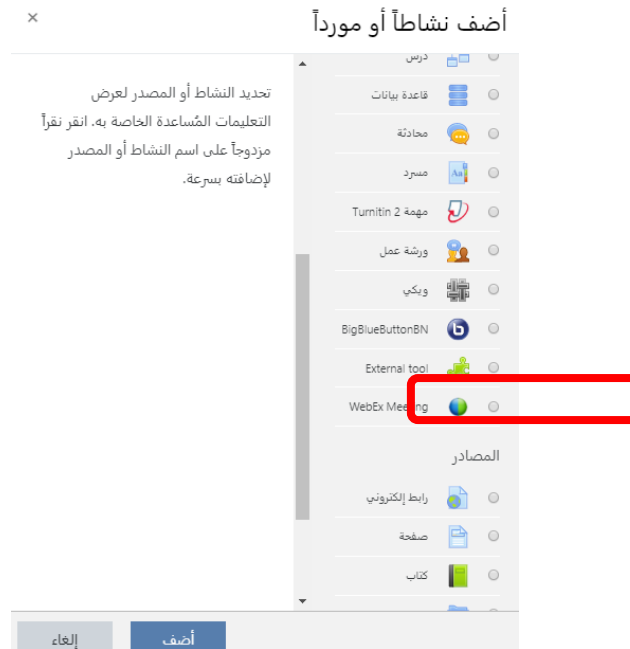 أضف نشاطاً أو مورداً
×
درس
قاعدة بيانات
محادثة
مسرد
مهمة Turnitin 2
ورشة عمل
ويكي
BigBlueButtonBN
External tool
WebEx Meeting
المصادر
رابط إلكتروني
صفحة
كتاب
تحديد النشاط أو المصدر لعرض
التعليمات المُساعدة الخاصة به. انقر نقراً
مزدوجاً على اسم النشاط أو المصدر
لإضافته بسرعة.
أضف
إلغاء